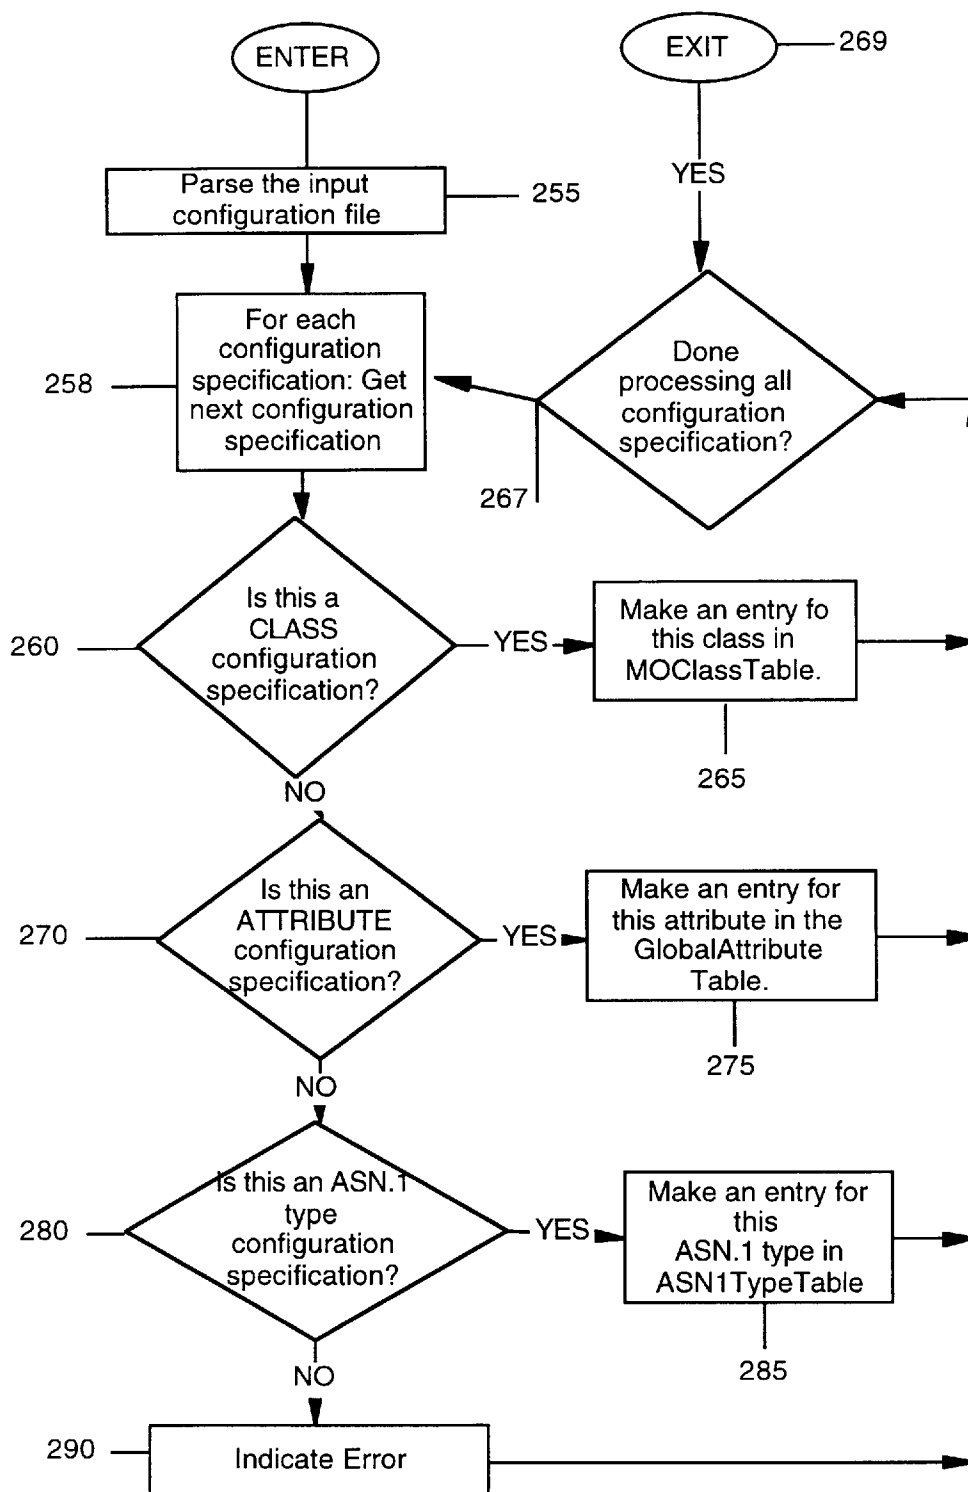 ENTER
EXIT
269
YES
Parse the input
configuration file
255
For each
configuration
specification: Get
next configuration
specification
258
Done
processing all
configuration
specification?
267
Is this a
CLASS
configuration
specification?
260
YES
Make an entry fo
this class in
MOClassTable.
265
NO
Is this an
ATTRIBUTE
configuration
specification?
270
YES
Make an entry for
this attribute in the
GlobalAttribute
Table.
275
NO
Is this an ASN.1
type
configuration
specification?
280
YES
Make an entry for
this
ASN.1 type in
ASN1TypeTable
285
NO
290
Indicate Error